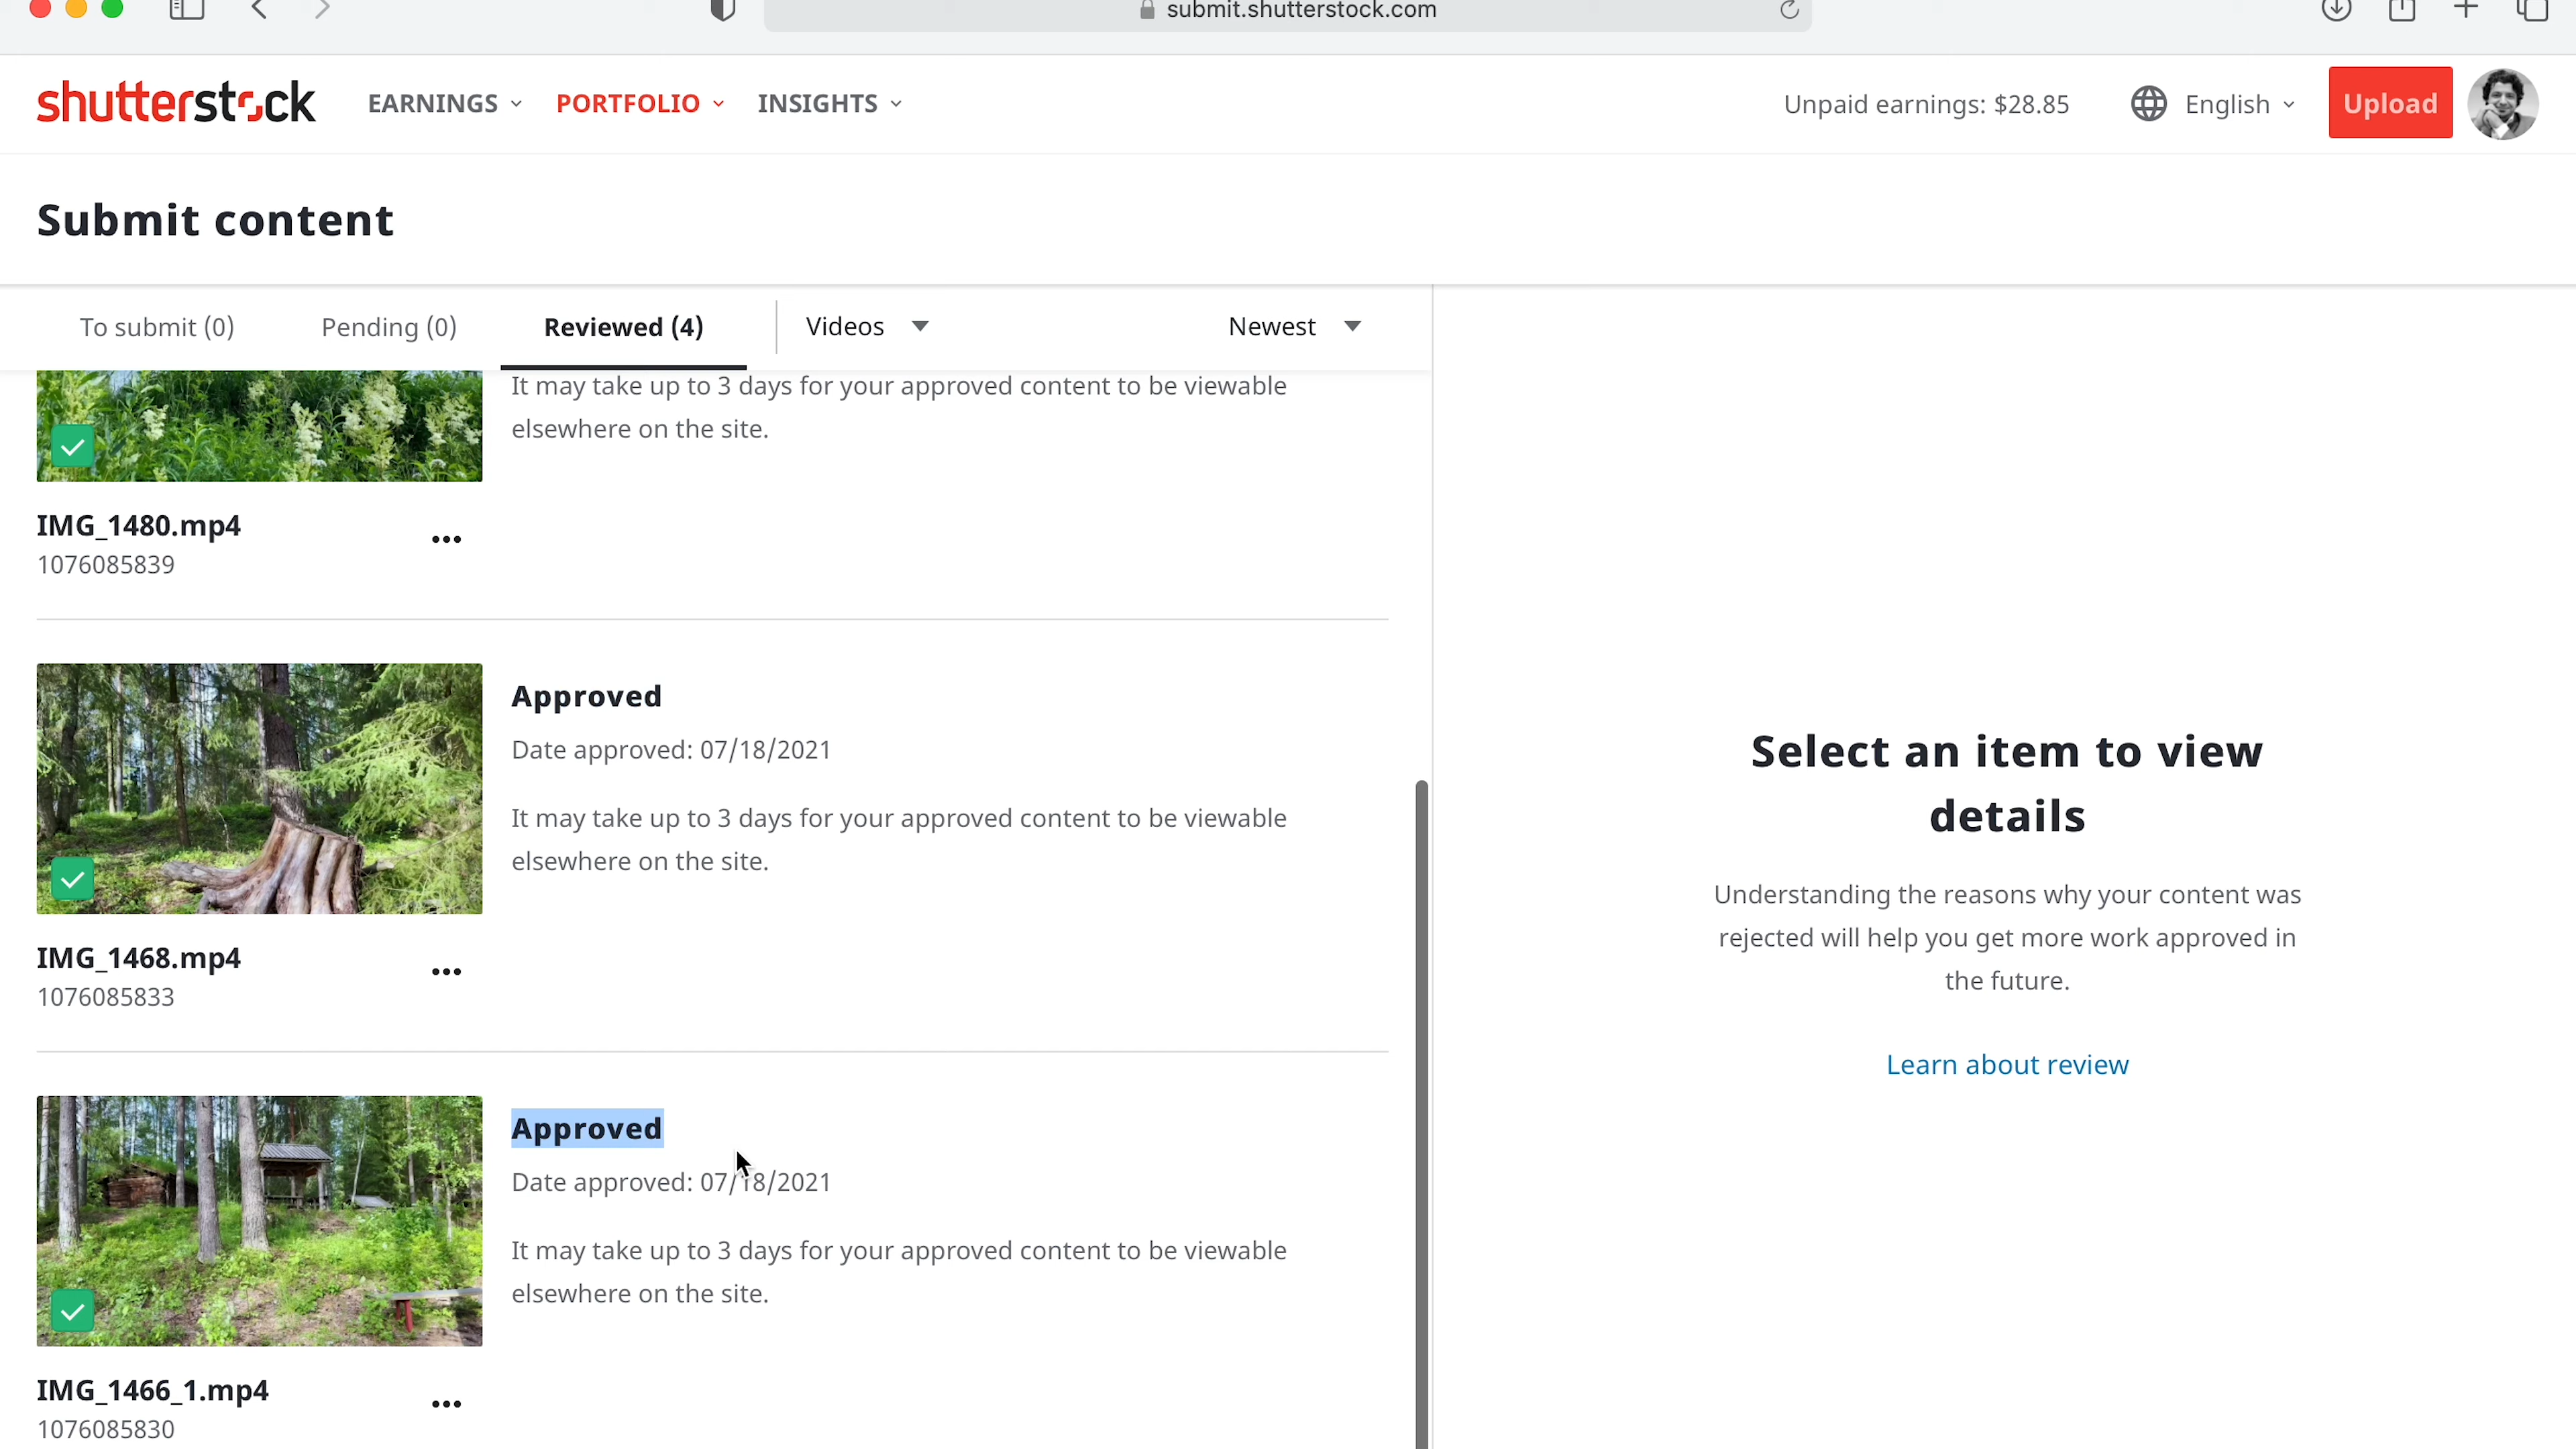 submit.shutterstock.com
shutterstock EARNINGS PORTFOLIO INSIGHTS Unpaid earnings: $28.85 English Upload
Submit content
To submit (0) Pending (0) Reviewed (4) Videos Newest
It may take up to 3 days for your approved content to be viewable
elsewhere on the site.
IMG_1480.mp4
1076085839
Approved
Date approved: 07/18/2021
It may take up to 3 days for your approved content to be viewable
elsewhere on the site.
IMG_1468.mp4
1076085833
Approved
Date approved: 07/18/2021
It may take up to 3 days for your approved content to be viewable
elsewhere on the site.
IMG_1466_1.mp4
1076085830
Select an item to view
details
Understanding the reasons why your content was
rejected will help you get more work approved in
the future.
Learn about review